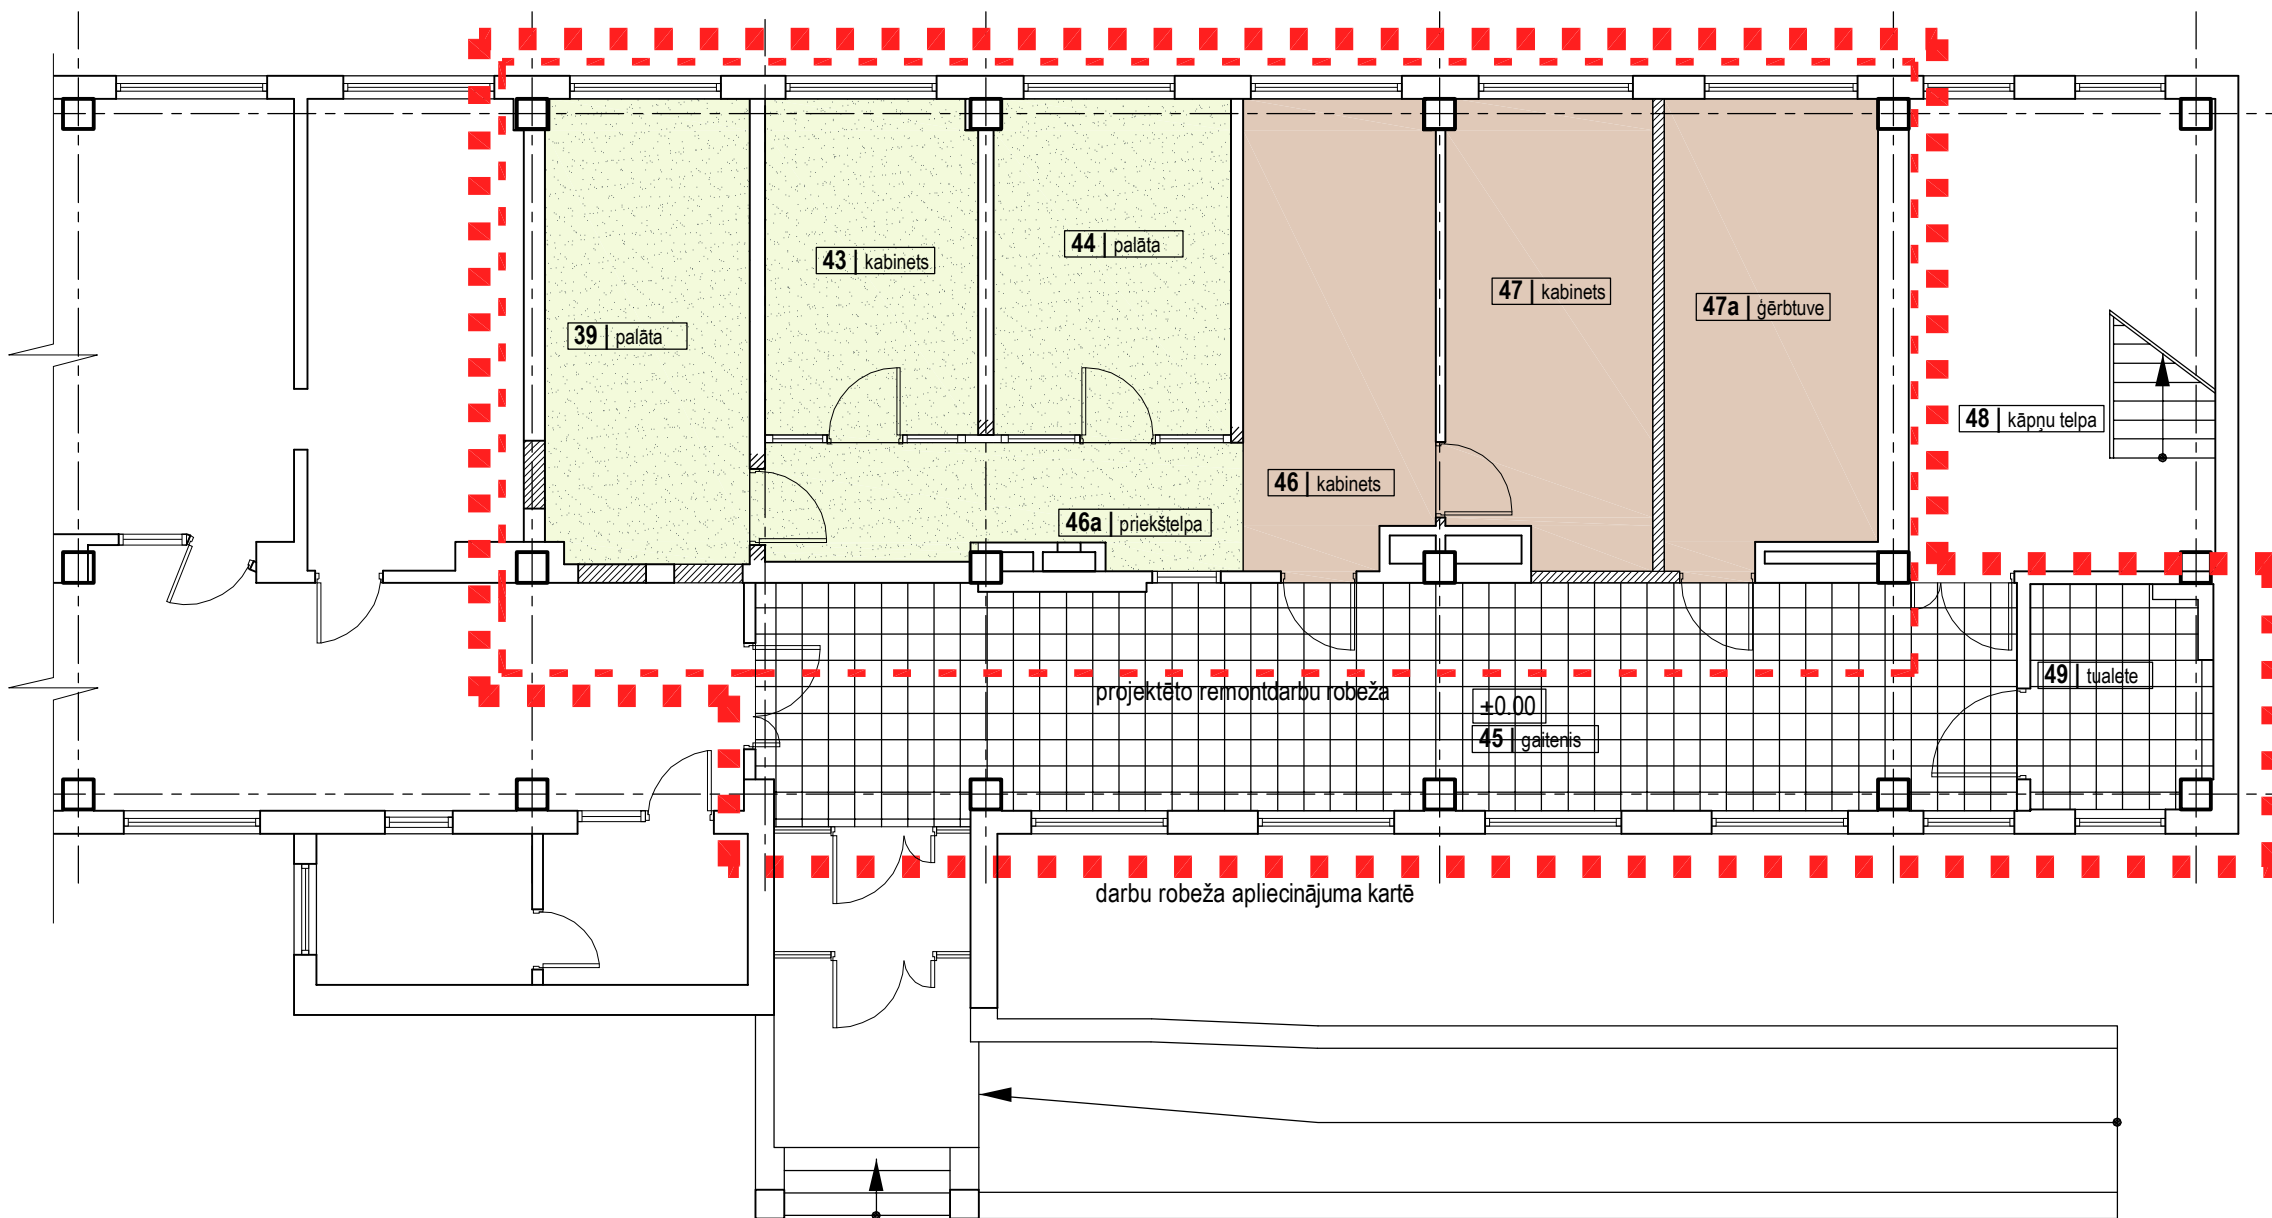 44 | palāta
43 | kabinets
47 | kabinets
47a | ģērbtuve
39 | palāta
48 | kāpņu telpa
46 | kabinets
46a | priekštelpa
49 | tualete
projektēto remontdarbu robeža
±0.00
45 | gaitenis
darbu robeža apliecinājuma kartē